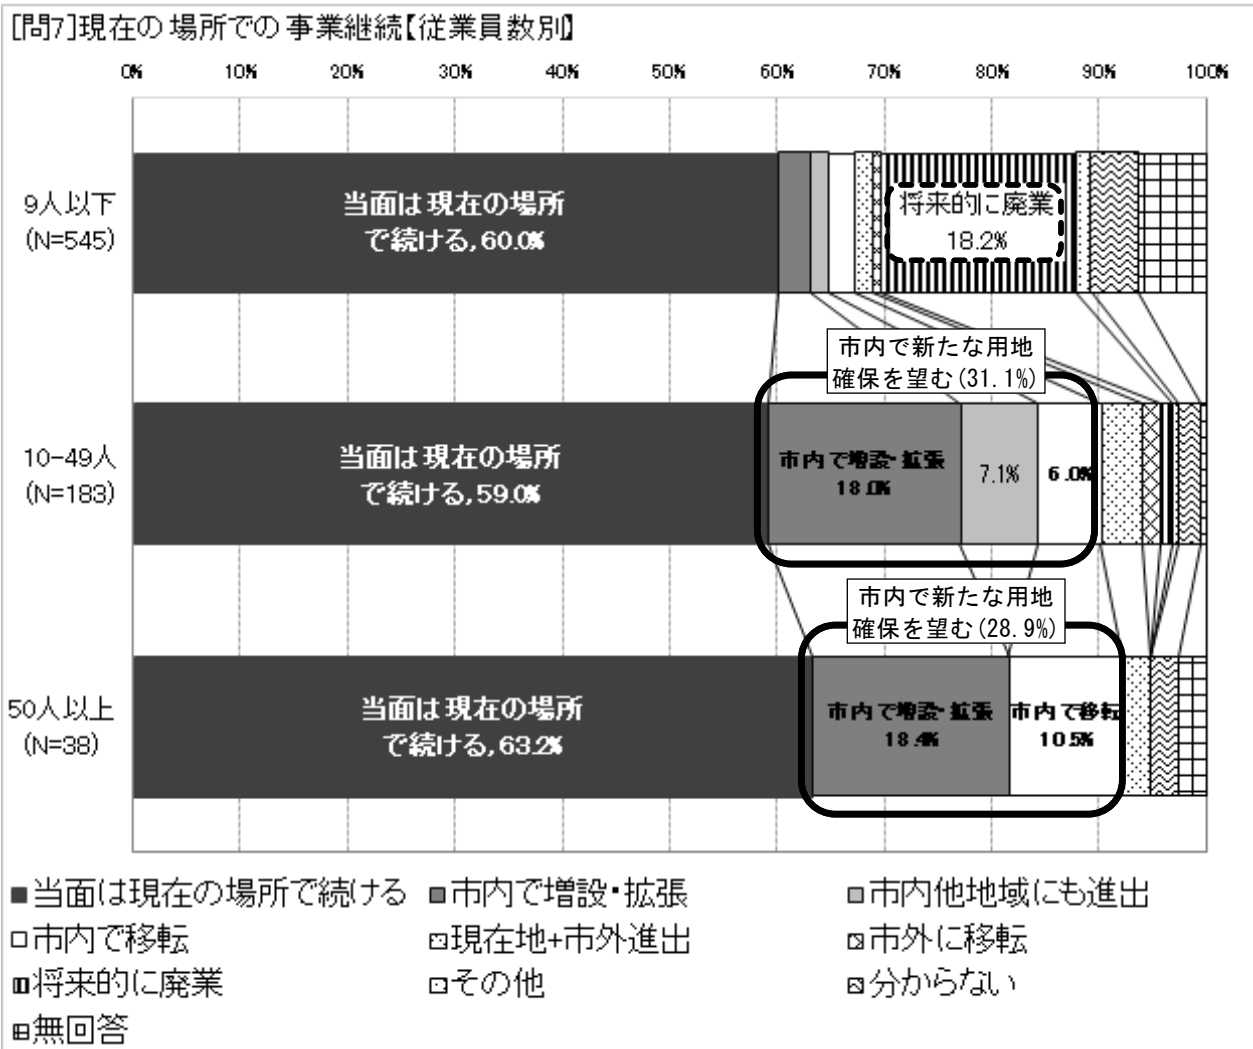 [問7]現在の場所での事業継続【従業員数別】
0% 10% 20% 30% 40% 50% 60% 70% 80% 90% 100%
9人以下
(N=545)
当面は現在の場所
で続ける, 60.0%
将来的に廃業
18.2%
市内で新たな用地
確保を望む(31.1%)
10-49人
(N=183)
当面は現在の場所
で続ける, 59.0%
市内で増設・拡張
18.0%
7.1%
6.0%
市内で新たな用地
確保を望む(28.9%)
50人以上
(N=38)
当面は現在の場所
で続ける, 63.2%
市内で増設・拡張
18.4%
市内で移転
10.5%
当面は現在の場所で続ける 市内で増設・拡張 市内他地域にも進出
市内で移転 現在地+市外進出 市外に移転
将来的に廃業 その他 分からない
無回答